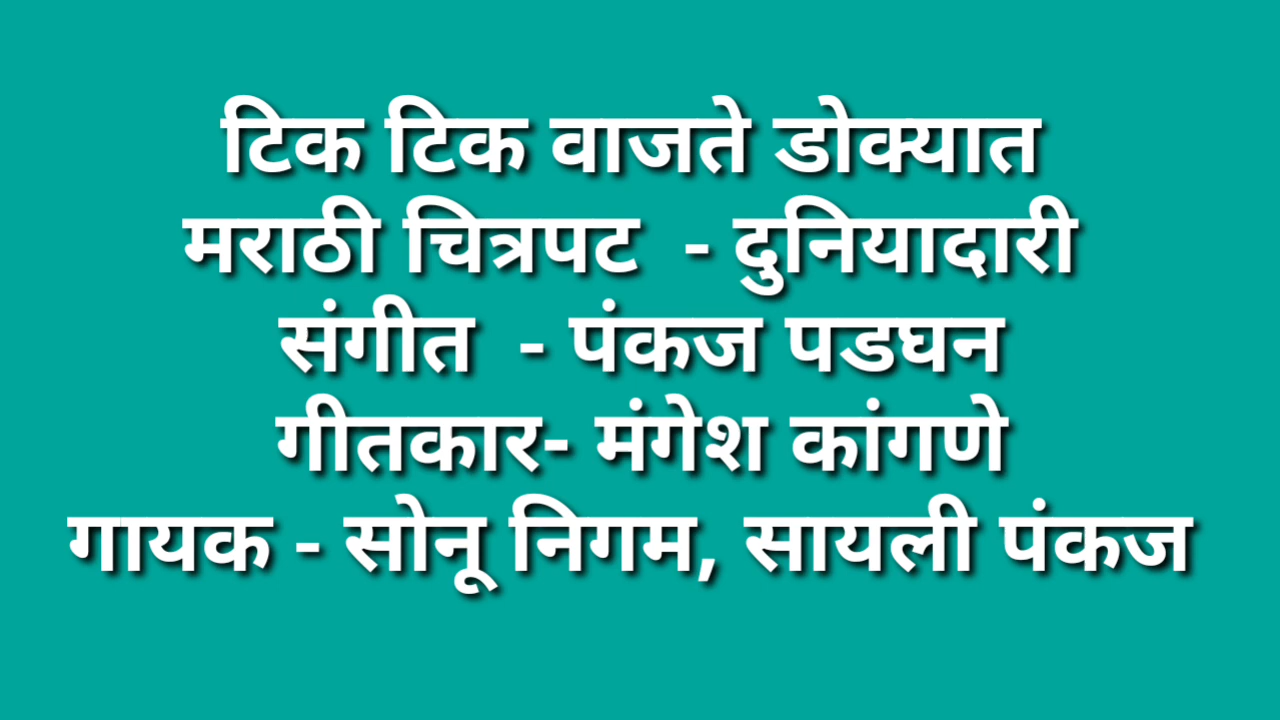 टिक टिक वाजते डोक्यात
मराठी चित्रपट - दुनियादारी
संगीत - पंकज पडघन
गीतकार- मंगेश कांगणे
गायक - सोनू निगम, सायली पंकज